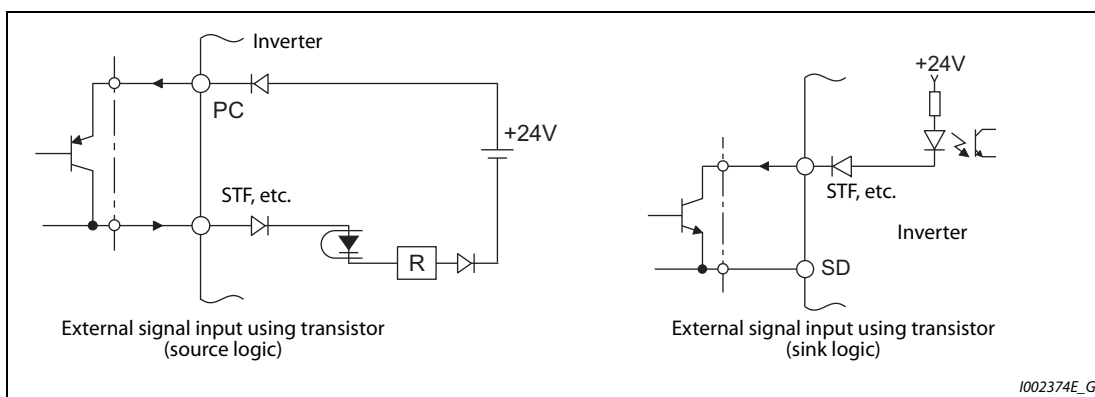 Inverter
PC
+24V
STF, etc.
R
External signal input using transistor
(source logic)
+24V
STF, etc.
Inverter
SD
External signal input using transistor
(sink logic)
I002374E_G